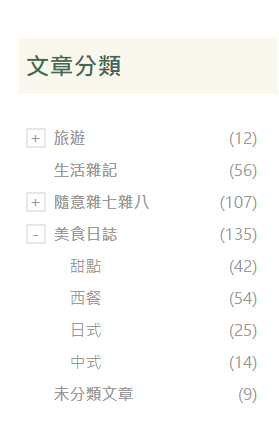 文章分類
+ 旅遊 (12)
生活雜記 (56)
+ 隨意雜七雜八 (107)
- 美食日誌 (135)
甜點 (42)
西餐 (54)
日式 (25)
中式 (14)
未分類文章 (9)